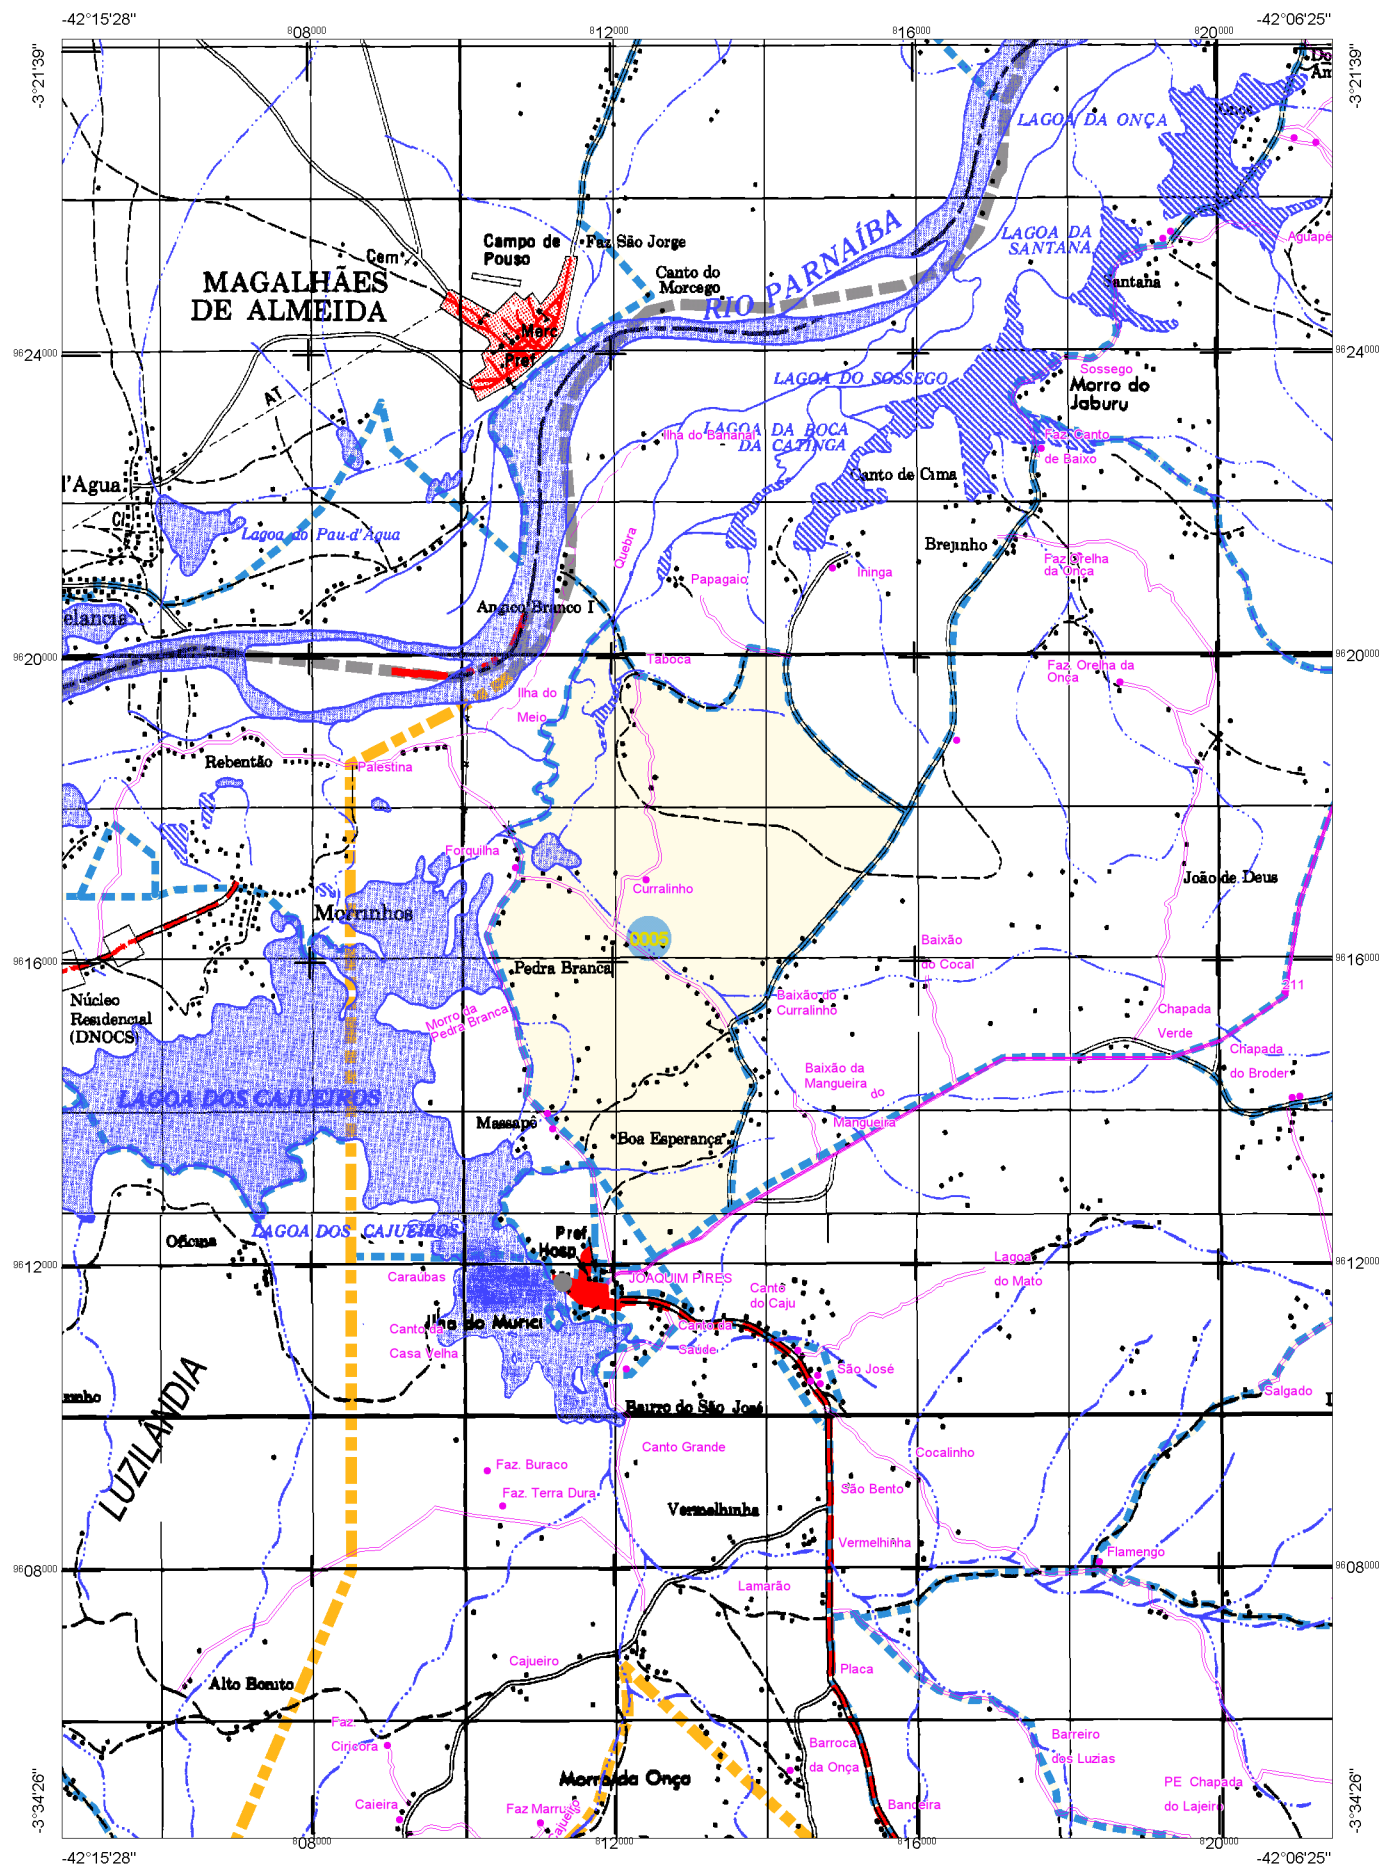 -42°15'28"
-42°06'25"
808000
812000
816000
820000
-3°21'39"
-3°21'39"
Do
Am
LAGOA DA ONÇA
LAGOA DA
SANTANA
Aguapé
Santana
Campo de
Pouso
Faz São Jorge
Cem
Canto do
Morcego
RIO PARNAÍBA
MAGALHÃES
DE ALMEIDA
Merc
Pref
9624000
9624000
Sossego
LAGOA DO SOSSEGO
Morro do
Jaburu
AT
LAGOA DA BOCA
DA CATINGA
Ilha do Bananal
Faz. Canto
de Baixo
Canto de Cima
l'Agua
CI
Lagoa do Pau-d'Agua
Quebra
Brejinho
Faz Orelha
da Onça
Papagaio
Ininga
Angico Branco I
elancia
9620000
9620000
Taboca
Faz. Orelha da
Onça
Ilha do
Meio
Rebentão
Palestina
Forquilha
Curralinho
João de Deus
Morrinhos
0005
Baixão
do Cocal
9616000
9616000
Pedra Branca
211
Núcleo
Residencial
(DNOCS)
Morro da
Pedra Branca
Baixão do
Curralinho
Chapada
Verde
Chapada
do Broder
Baixão da
Mangueira
do
Mangueira
LAGOA DOS CAJUEIROS
Massapê
Boa Esperança
LAGOA DOS CAJUEIROS
Oficina
Pref
Hosp
9612000
9612000
Caraúbas
JOAQUIM PIRES
Lagoa
do Mato
Canto
do Caju
Ilha do Murici
Canto da
Casa Velha
Canto da
Saude
São José
Salgado
LUZILÂNDIA
Bairro do São José
Canto Grande
Cocalinho
Faz. Buraco
Faz. Terra Dura
São Bento
Vermelhinha
Vermelhinha
Flamengo
9608000
9608000
Lamarão
Cajueiro
Placa
Alto Bonito
Faz.
Ciricora
Barreiro
dos Luzias
Barroca
da Onça
Morro da Onça
PE Chapada
do Lajeiro
Caieira
Faz Marru
Cajueiro
Bandeira
-3°34'26"
-3°34'26"
808000
812000
816000
820000
-42°15'28"
-42°06'25"